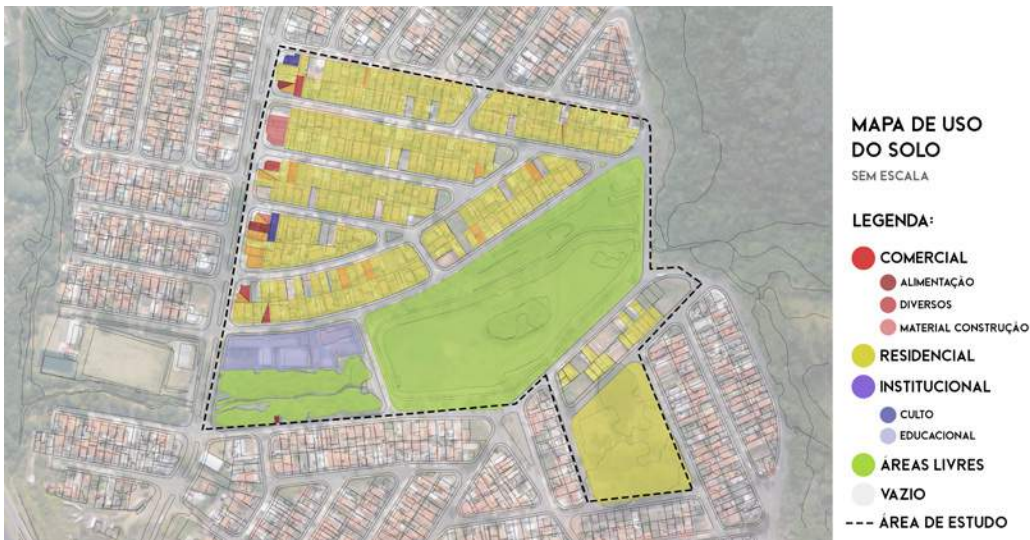 MAPA DE USO
DO SOLO
SEM ESCALA
LEGENDA:
COMERCIAL
ALIMENTAÇÃO
DIVERSOS
MATERIAL CONSTRUÇÃO
RESIDENCIAL
INSTITUCIONAL
CULTO
EDUCACIONAL
ÁREAS LIVRES
VAZIO
ÁREA DE ESTUDO